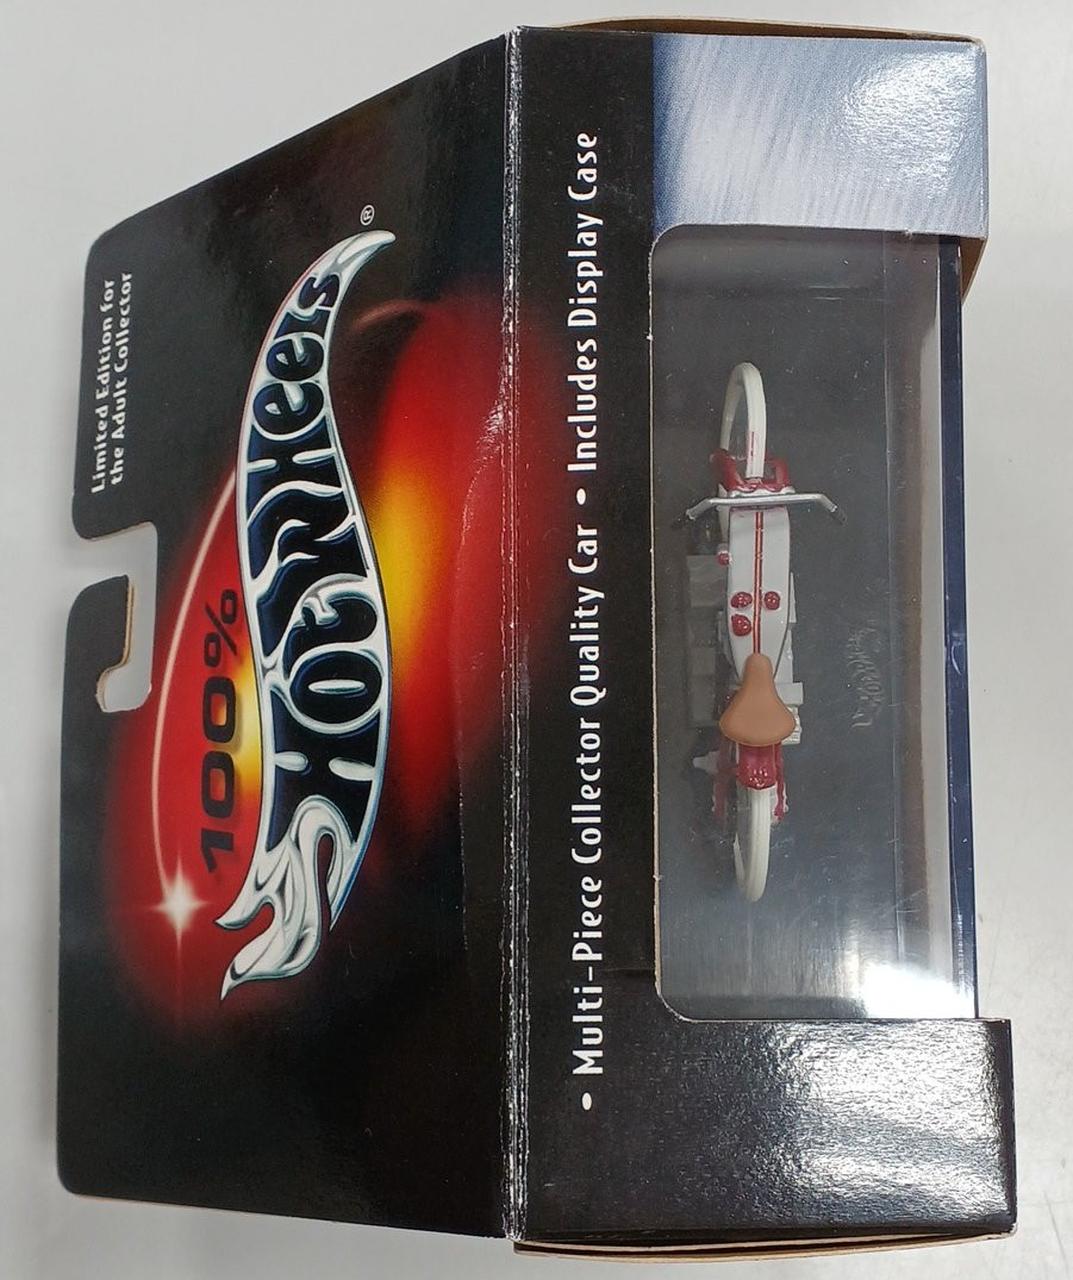 Limited Edition for
the Adult Collector
100%
Hot Wheels®
• Multi-Piece Collector Quality Car • Includes Display Case